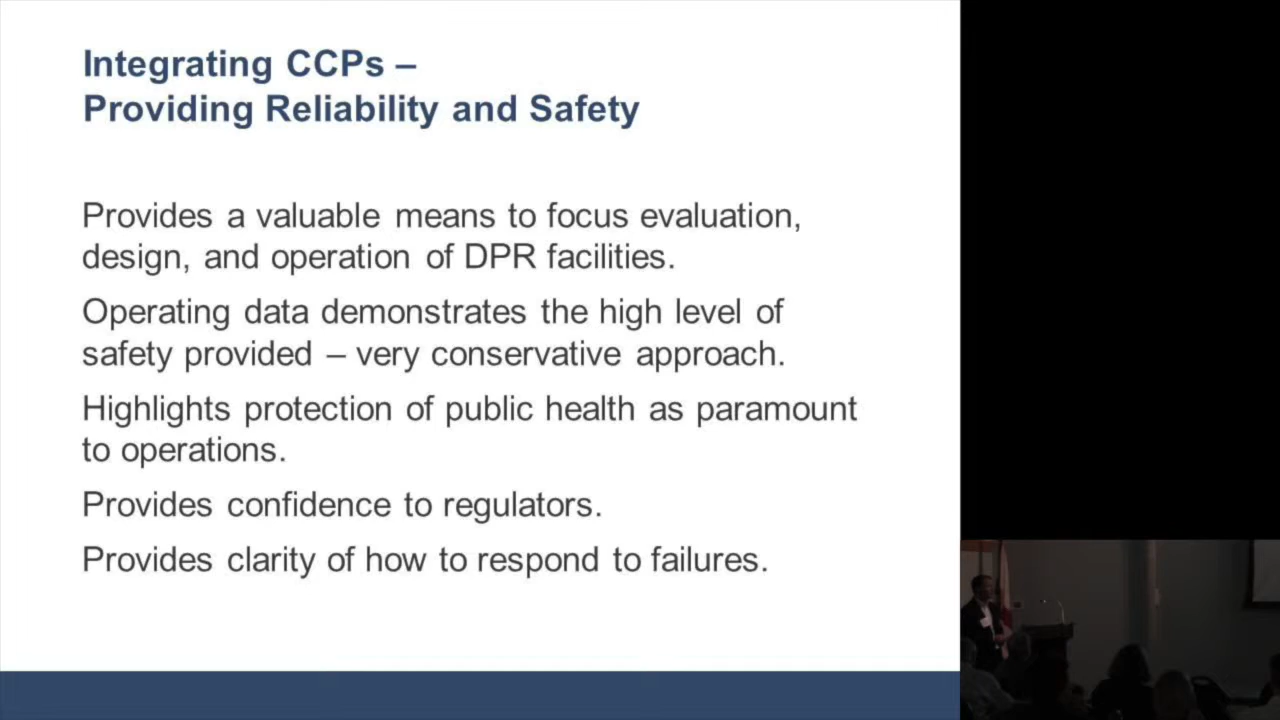 Integrating CCPs –
Providing Reliability and Safety
Provides a valuable means to focus evaluation,
design, and operation of DPR facilities.
Operating data demonstrates the high level of
safety provided – very conservative approach.
Highlights protection of public health as paramount
to operations.
Provides confidence to regulators.
Provides clarity of how to respond to failures.